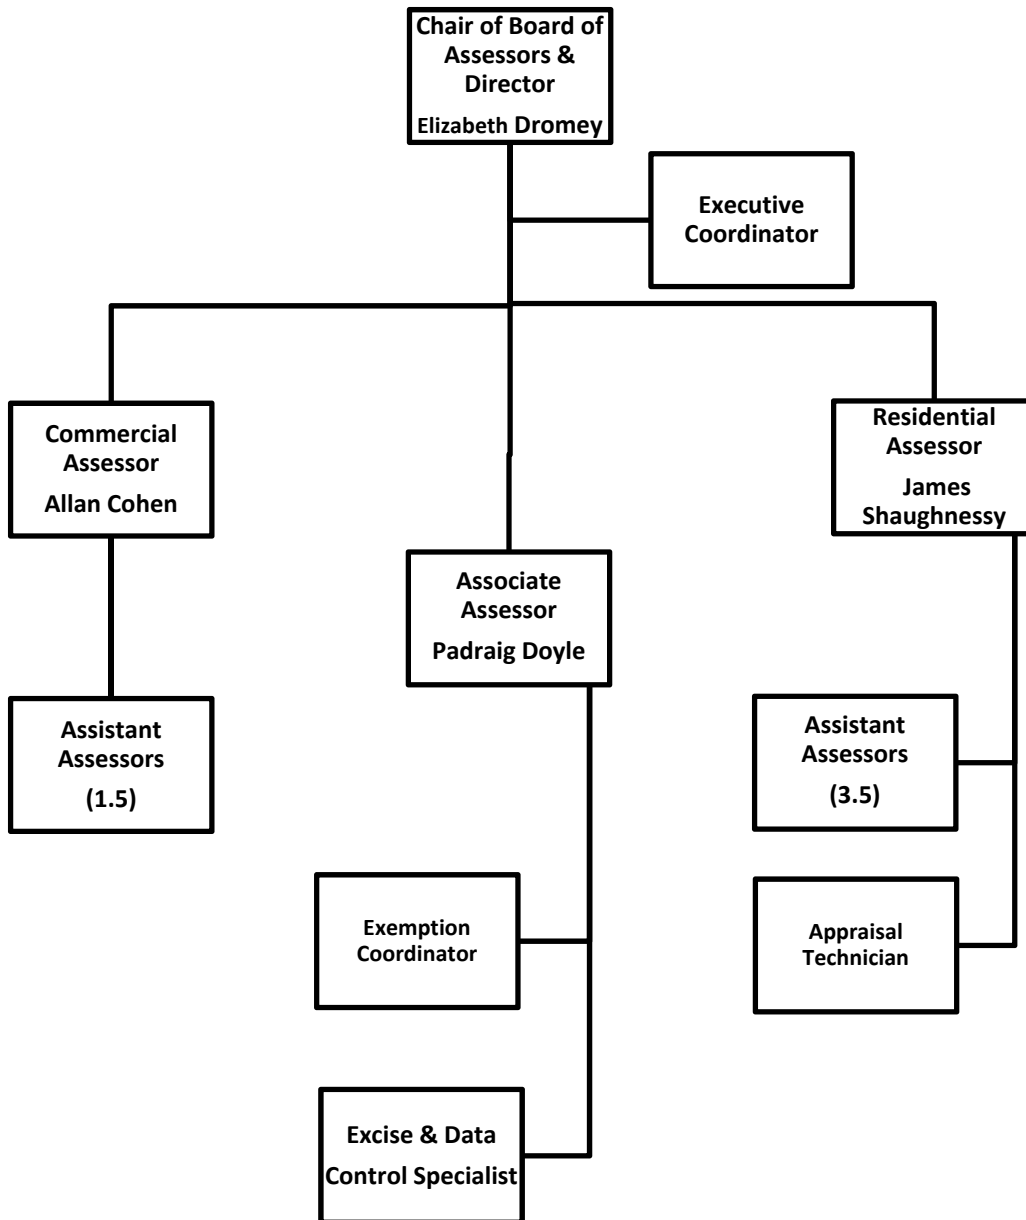 Chair of Board of
Assessors &
Director
Elizabeth Dromey
Executive
Coordinator
Commercial
Assessor
Allan Cohen
Residential
Assessor
James
Shaughnessy
Associate
Assessor
Padraig Doyle
Assistant
Assessors
(1.5)
Assistant
Assessors
(3.5)
Exemption
Coordinator
Appraisal
Technician
Excise & Data
Control Specialist